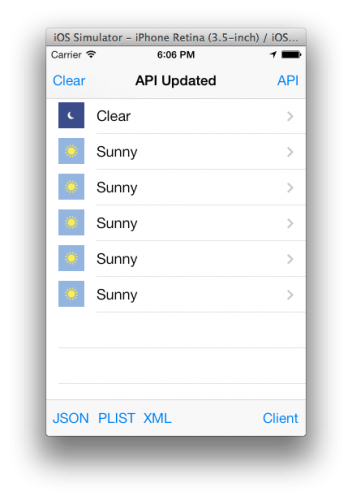 iOS Simulator - iPhone Retina (3.5-inch) / iOS...
Carrier 6:06 PM
Clear API Updated API
Clear
Sunny
Sunny
Sunny
Sunny
Sunny
JSON PLIST XML Client